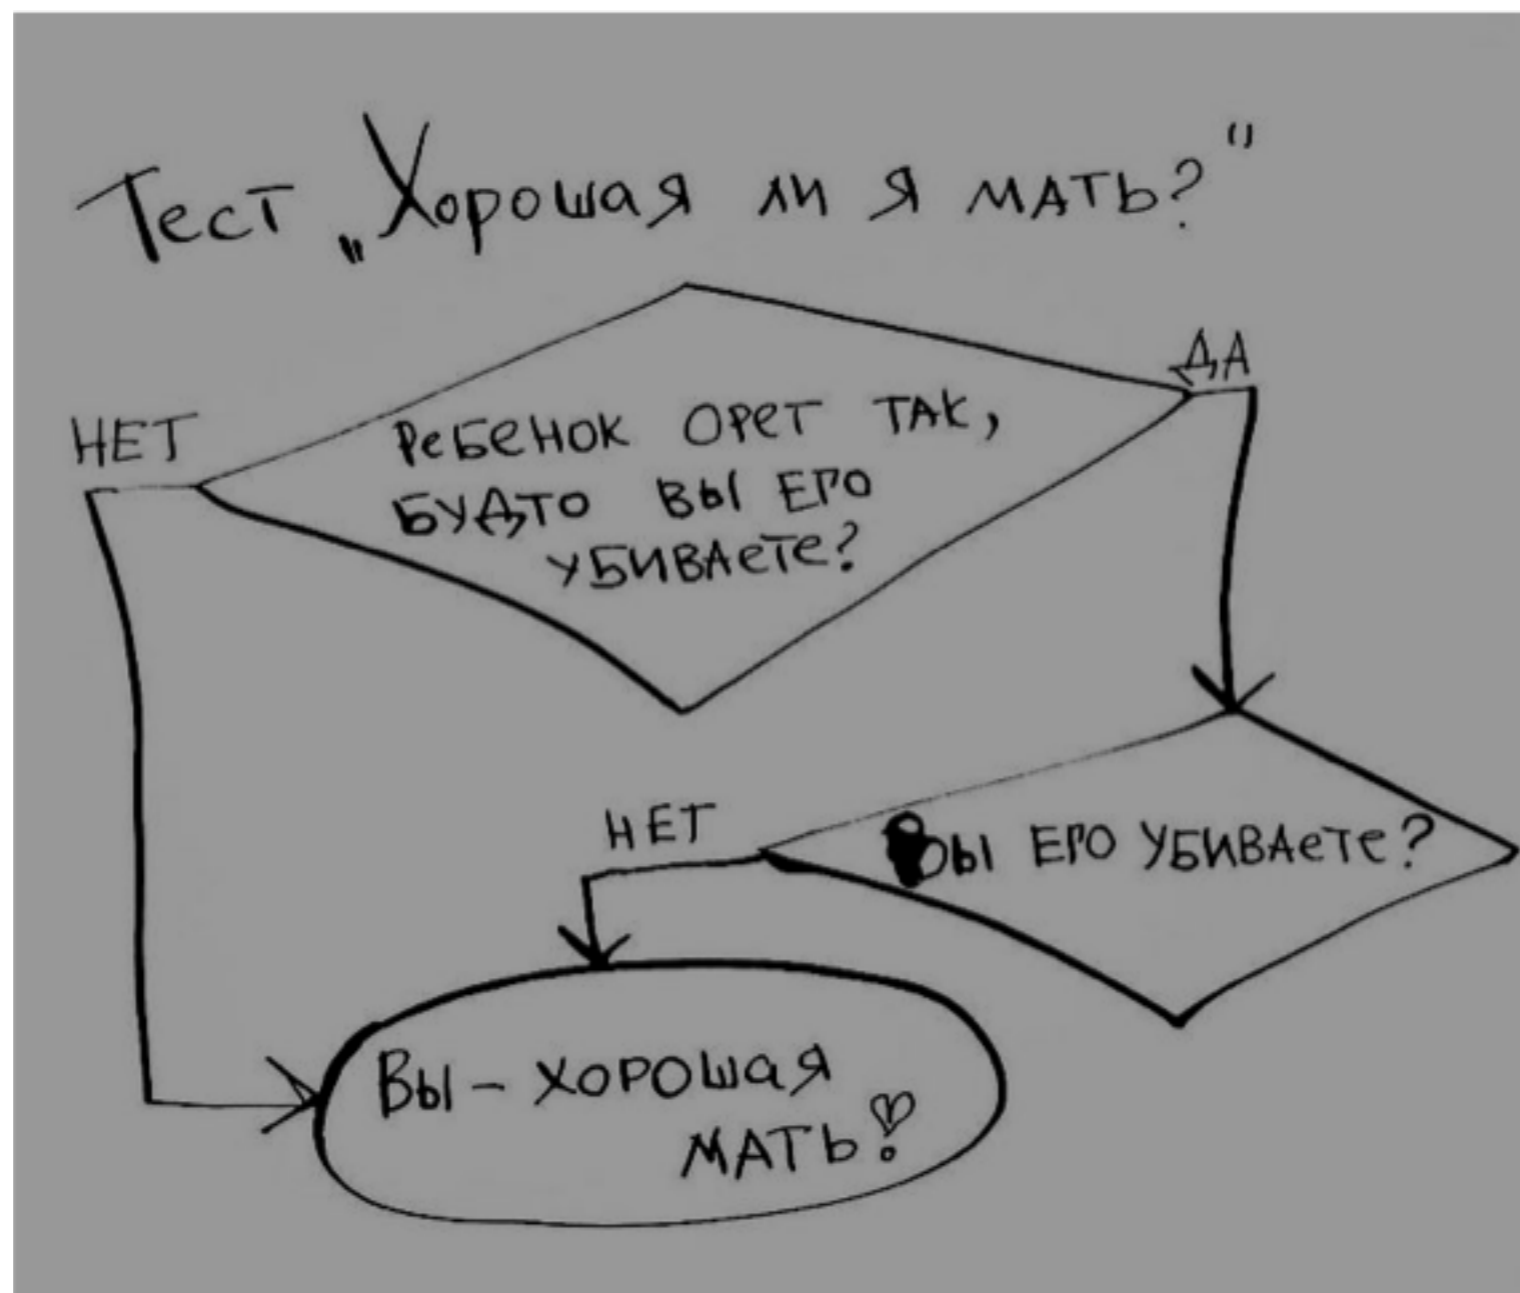 Тест „Хорошая ли я мать?"
ДА
НЕТ
Ребенок орет так,
будто вы его
убиваете?
НЕТ
Вы его убиваете?
Вы - хорошая
мать!